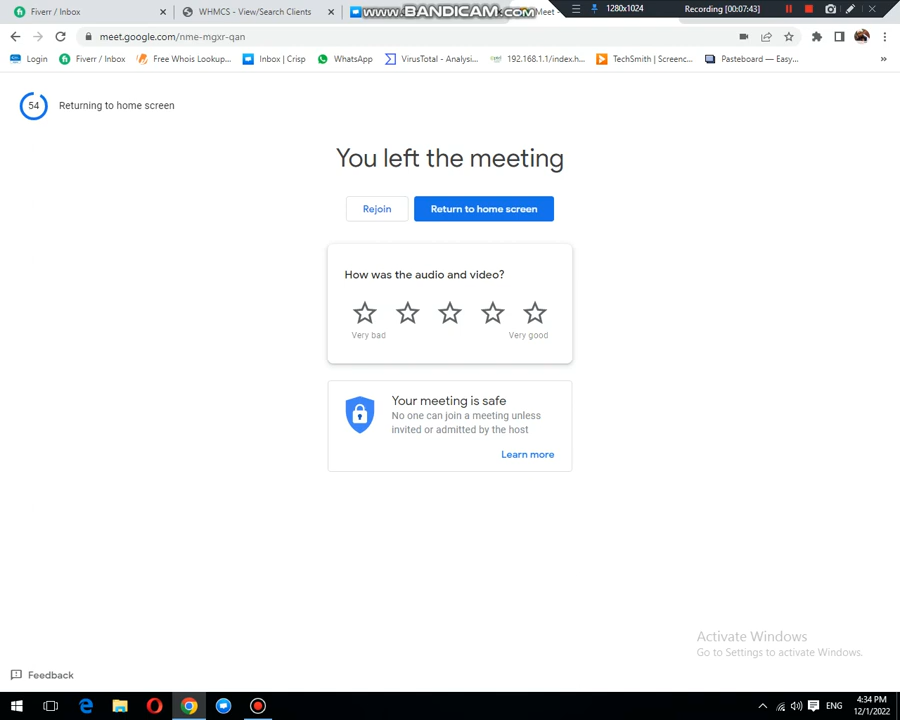 Fiverr / Inbox
WHMCS - View/Search Clients
www.BANDICAM.com
Meet -
1280x1024
Recording [00:07:43]
meet.google.com/nme-mgxr-qan
Login
Fiverr / Inbox
Free Whois Lookup...
Inbox | Crisp
WhatsApp
VirusTotal - Analysi...
192.168.1.1/index.h...
TechSmith | Screenc...
Pasteboard — Easy...
»
54
Returning to home screen
You left the meeting
Rejoin
Return to home screen
How was the audio and video?
Very bad
Very good
Your meeting is safe
No one can join a meeting unless
invited or admitted by the host
Learn more
Activate Windows
Go to Settings to activate Windows.
Feedback
ENG
4:34 PM
12/1/2022